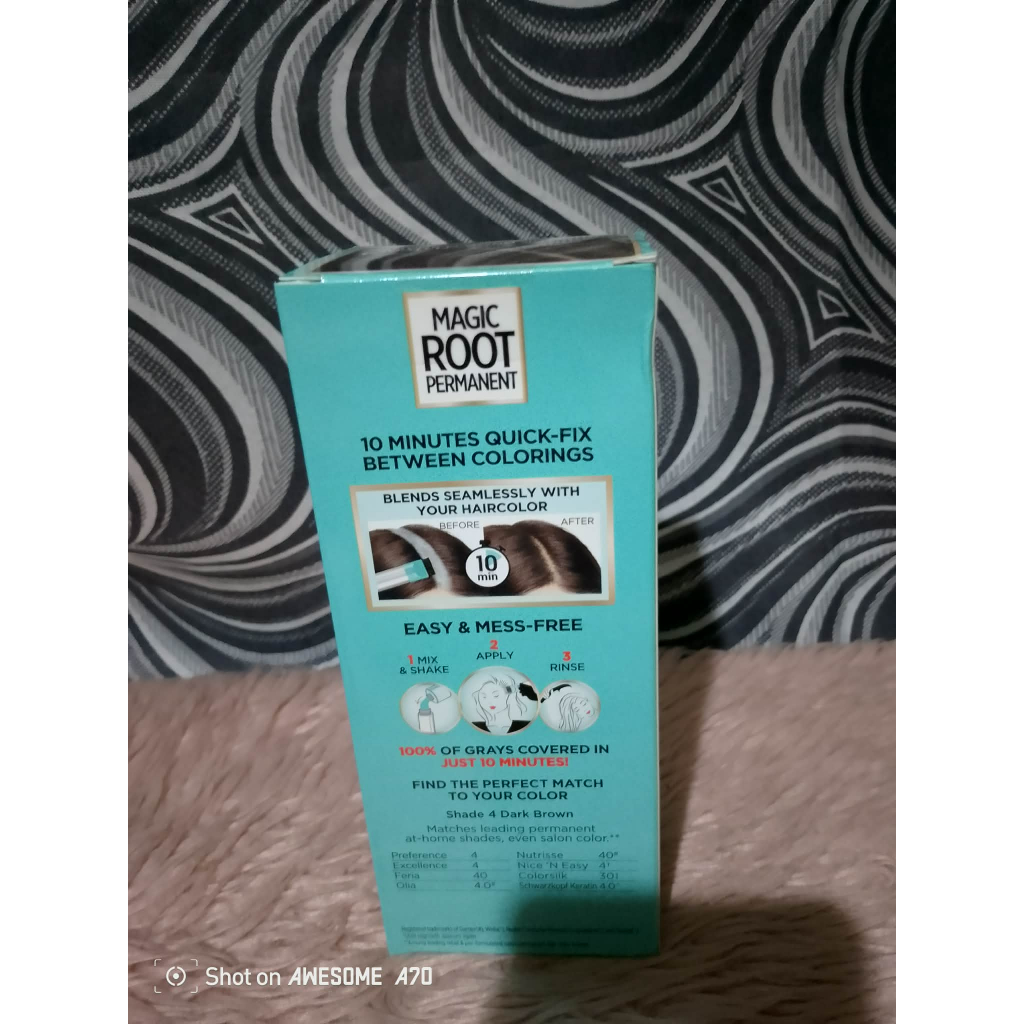 MAGIC
ROOT
PERMANENT
10 MINUTES QUICK-FIX
BETWEEN COLORINGS
BLENDS SEAMLESSLY WITH
YOUR HAIRCOLOR
BEFORE
AFTER
10
min
EASY & MESS-FREE
1 MIX
& SHAKE
2
APPLY
3
RINSE
100% OF GRAYS COVERED IN
JUST 10 MINUTES!
FIND THE PERFECT MATCH
TO YOUR COLOR
Shade 4 Dark Brown
Matches leading permanent
at-home shades, even salon color.**
Preference 4 Nutrisse 40
Excellence 4 Nice 'N Easy 4
Feria 40 Colorsilk 301
Olia 4.0 Schwarzkopf Keratin 4.0
Shot on AWESOME A70